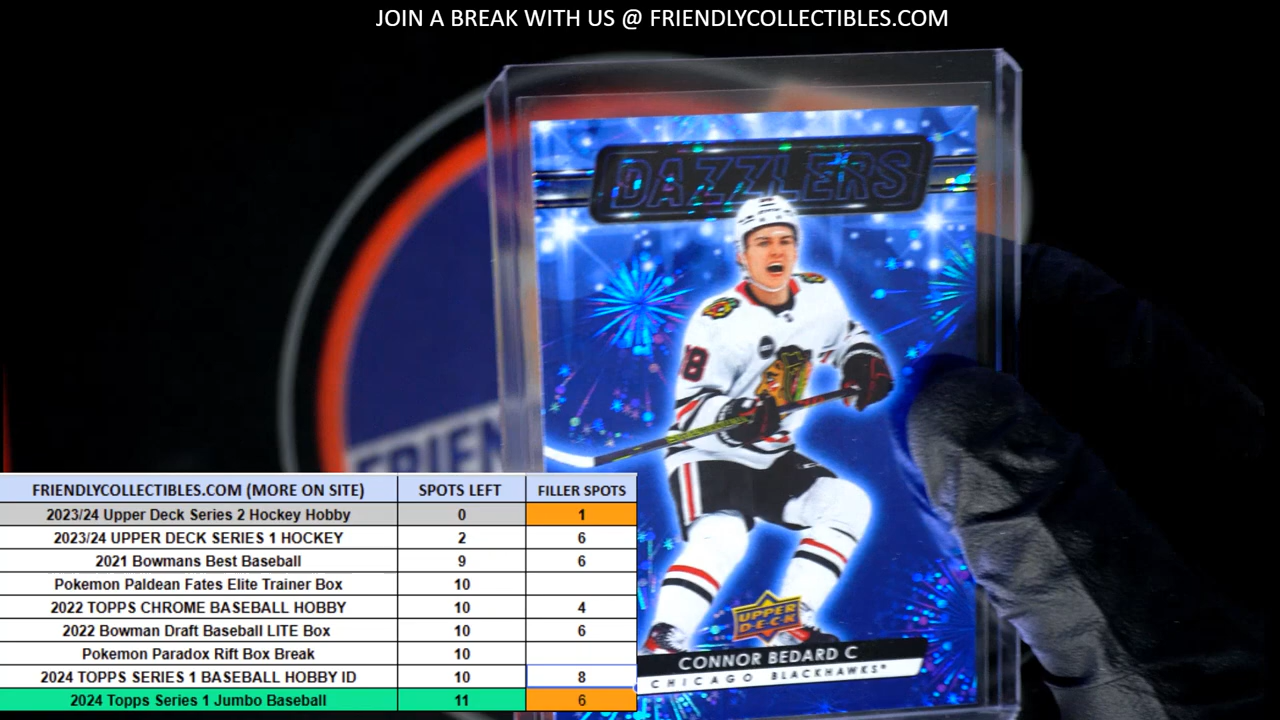 JOIN A BREAK WITH US @ FRIENDLYCOLLECTIBLES.COM
DAZZLERS
98
FRIEN
UPPER
DECK
CONNOR BEDARD C
CHICAGO BLACKHAWKS
FRIENDLYCOLLECTIBLES.COM (MORE ON SITE) SPOTS LEFT FILLER SPOTS
2023/24 Upper Deck Series 2 Hockey Hobby 0 1
2023/24 UPPER DECK SERIES 1 HOCKEY 2 6
2021 Bowmans Best Baseball 9 6
Pokemon Paldean Fates Elite Trainer Box 10
2022 TOPPS CHROME BASEBALL HOBBY 10 4
2022 Bowman Draft Baseball LITE Box 10 6
Pokemon Paradox Rift Box Break 10
2024 TOPPS SERIES 1 BASEBALL HOBBY ID 10 8
2024 Topps Series 1 Jumbo Baseball 11 6